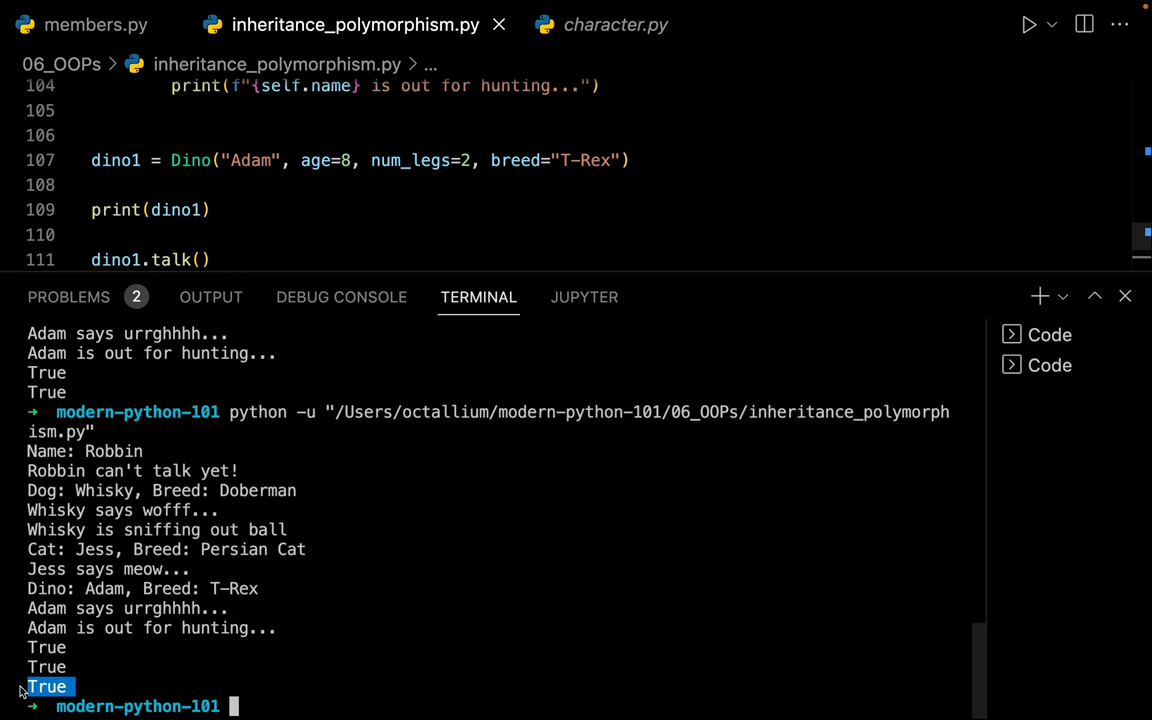 members.py inheritance_polymorphism.py character.py
06_OOPs > inheritance_polymorphism.py > ...
104 print(f"{self.name} is out for hunting...")
105
106
107 dino1 = Dino("Adam", age=8, num_legs=2, breed="T-Rex")
108
109 print(dino1)
110
111 dino1.talk()
PROBLEMS 2 OUTPUT DEBUG CONSOLE TERMINAL JUPYTER
Adam says urrghhhh...
Adam is out for hunting...
True
True
→ modern-python-101 python -u "/Users/octallium/modern-python-101/06_OOPs/inheritance_polymorph
ism.py"
Name: Robbin
Robbin can't talk yet!
Dog: Whisky, Breed: Doberman
Whisky says wofff...
Whisky is sniffing out ball
Cat: Jess, Breed: Persian Cat
Jess says meow...
Dino: Adam, Breed: T-Rex
Adam says urrghhhh...
Adam is out for hunting...
True
True
True
→ modern-python-101
Code
Code